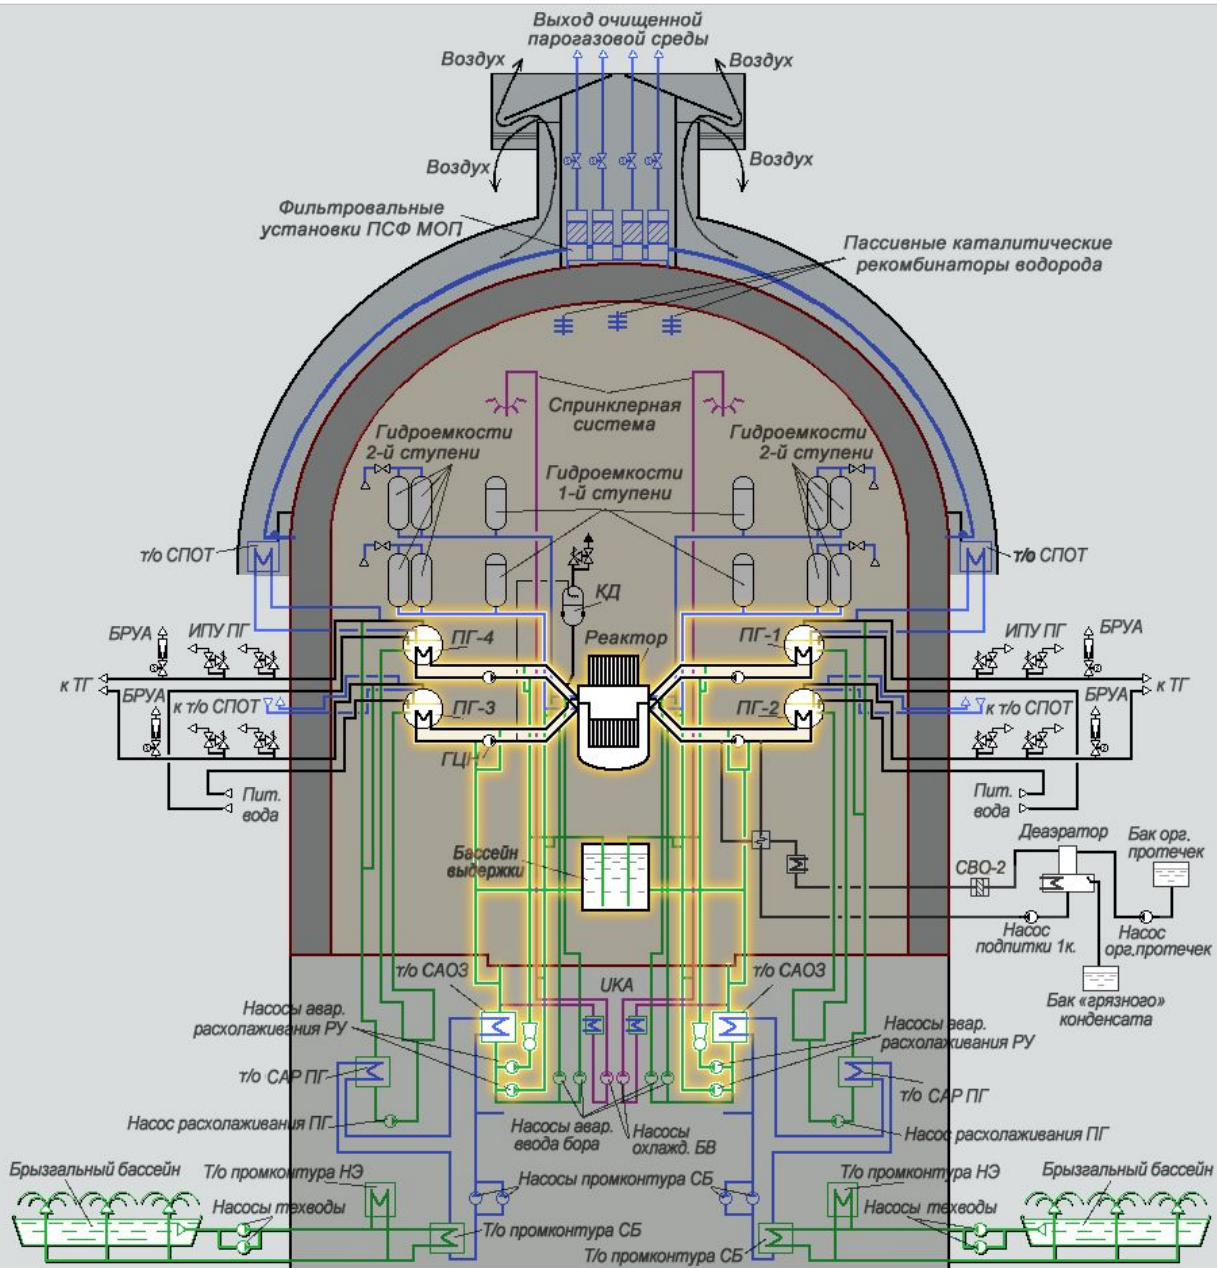 Выход очищенной
парогазовой среды
Воздух
Воздух
Воздух
Воздух
Фильтровальные
установки ПСФ МОП
Пассивные каталитические
рекомбинаторы водорода
Спринклерная
система
Гидроемкости
2-й ступени
Гидроемкости
1-й ступени
Гидроемкости
2-й ступени
т/о СПОТ
т/о СПОТ
КД
БРУА
ИПУ ПГ
ПГ-4
Реактор
ПГ-1
ИПУ ПГ
БРУА
к ТГ
к ТГ
БРУА
к т/о СПОТ
ПГ-3
ПГ-2
к т/о СПОТ
БРУА
ГЦН
Пит.
вода
Пит.
вода
Бассейн
выдержки
Деаэратор
Бак орг.
протечек
СВО-2
Насос
подпитки 1к.
Насос
орг.протечек
Бак «грязного»
конденсата
т/о САОЗ
UKA
т/о САОЗ
Насосы авар.
расхолаживания РУ
Насосы авар.
расхолаживания РУ
т/о САР ПГ
т/о САР ПГ
Насос расхолаживания ПГ
Насосы авар.
ввода бора
Насосы
охлажд. БВ
Насос расхолаживания ПГ
Брызгальный бассейн
Т/о промконтура НЭ
Насосы промконтура СБ
Т/о промконтура НЭ
Брызгальный бассейн
Насосы техводы
Насосы техводы
Т/о промконтура СБ
Т/о промконтура СБ